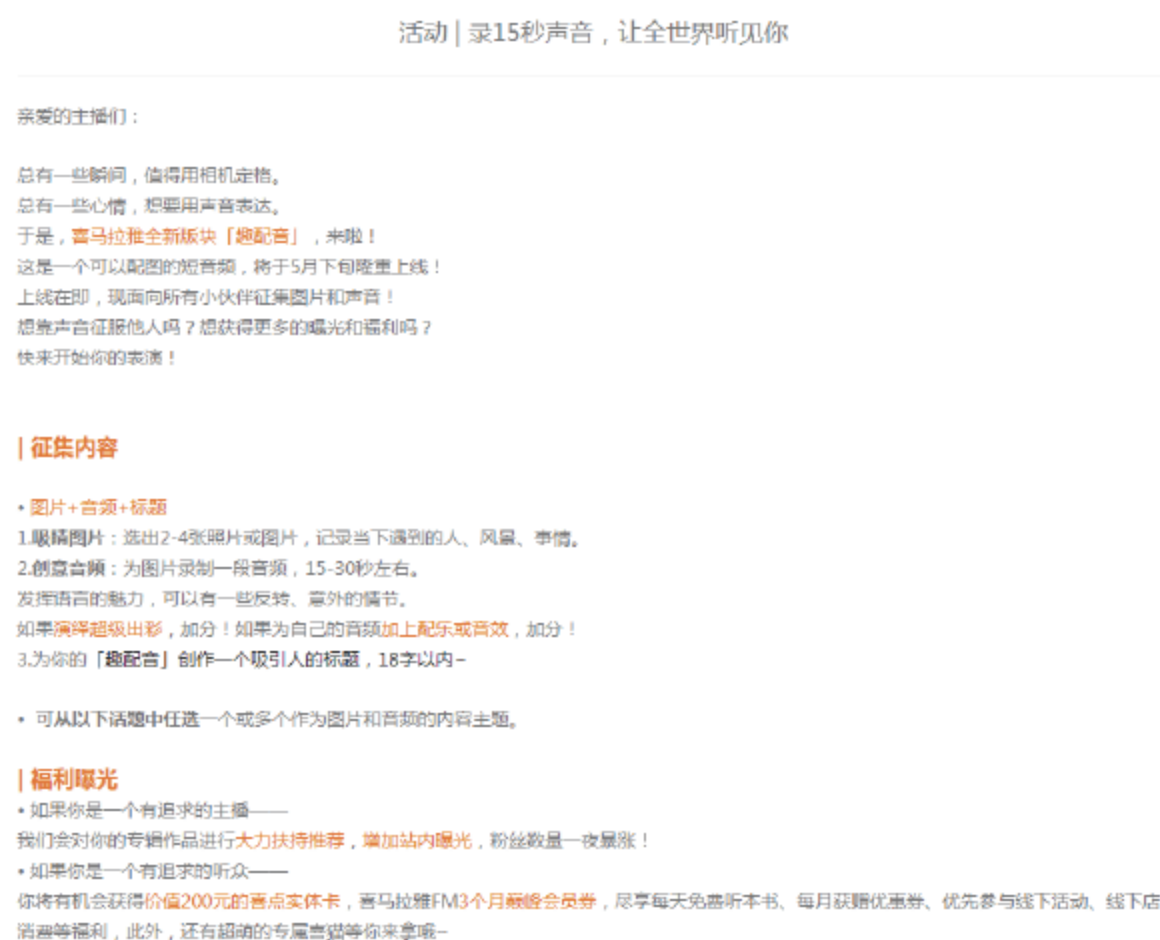 活动 | 录15秒声音，让全世界听见你
亲爱的主播们：
总有一些瞬间，值得用相机定格。
总有一些心情，想要用声音表达。
于是，喜马拉雅全新版块「趣配音」，来啦！
这是一个可以配图的短音频，将于5月下旬隆重上线！
上线在即，现面向所有小伙伴征集图片和声音！
想靠声音征服他人吗？想获得更多的曝光和福利吗？
快来开始你的表演！
| 征集内容
• 图片+音频+标题
1.吸睛图片：选出2-4张照片或图片，记录当下遇到的人、风景、事情。
2.创意音频：为图片录制一段音频，15-30秒左右。
发挥语言的魅力，可以有一些反转、意外的情节。
如果演绎超级出彩，加分！如果为自己的音频加上配乐或音效，加分！
3.为你的「趣配音」创作一个吸引人的标题，18字以内~
• 可从以下话题中任选一个或多个作为图片和音频的内容主题。
| 福利曝光
• 如果你是一个有追求的主播——
我们会对你的专辑作品进行大力扶持推荐，增加站内曝光，粉丝数量一夜暴涨！
• 如果你是一个有追求的听众——
你将有机会获得价值200元的喜点实体卡，喜马拉雅FM3个月巅峰会员券，尽享每天免费听本书、每月获赠优惠券、优先参与线下活动、线下店
消费等福利，此外，还有超萌的专属喜猫等你来拿哦~